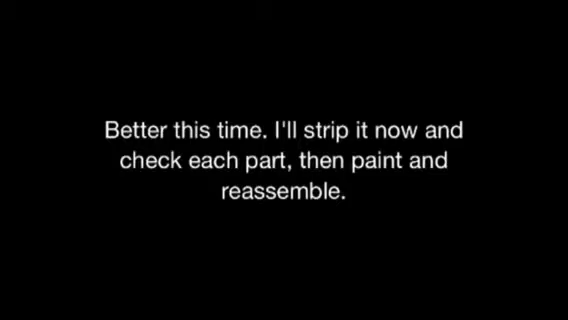 Better this time. I'll strip it now and
check each part, then paint and
reassemble.